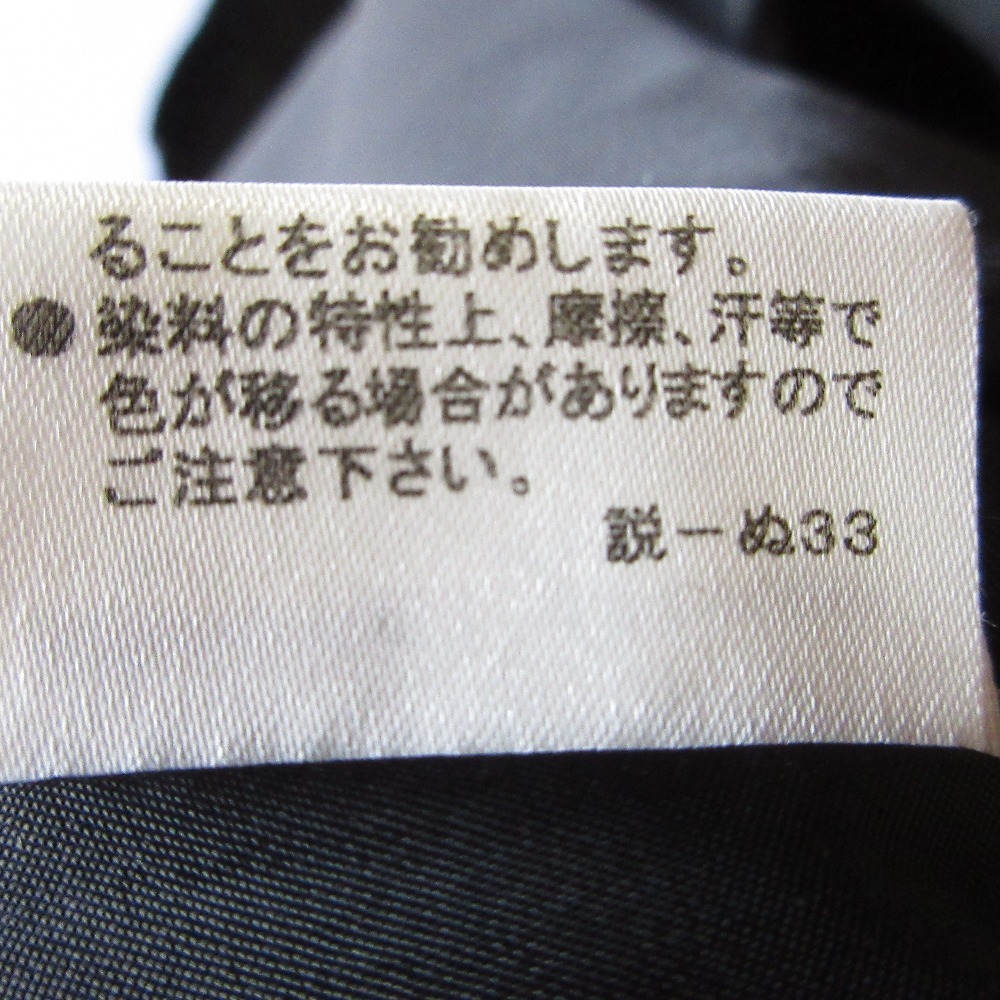 ることをお勧めします。
●染料の特性上、摩擦、汗等で
色が移る場合がありますので
ご注意下さい。
説ーぬ33